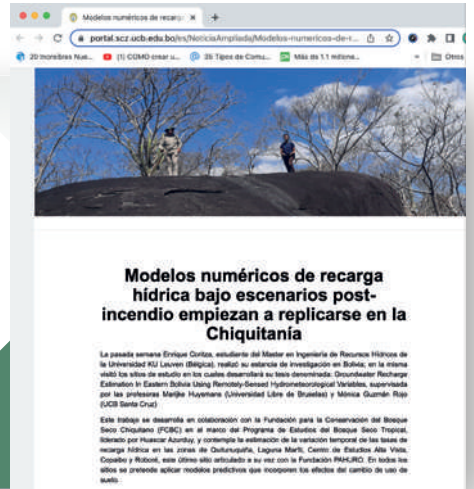 Modelos numéricos de recarga
portal.scz.ucb.edu.bo/es/NoticiaAmpliada/Modelos-numericos-de-r...
20 monstres Nue...
(1) COMO crear u...
35 Tipos de Comu...
Más de 1.1 millone...
Otros
Modelos numéricos de recarga
hídrica bajo escenarios post-
incendio empiezan a replicarse en la
Chiquitanía
La pasada semana Enrique Coritza, estudiante del Master en Ingeniería de Recursos Hídricos de
la Universidad KU Leuven (Bélgica), realizó su estancia de investigación en Bolivia; en la misma
visitó los sitios de estudio en los cuales desarrollará su tesis denominada: Groundwater Recharge
Estimation In Eastern Bolivia Using Remotely-Sensed Hydrometeorological Variables, supervisada
por las profesoras Marijke Huysmans (Universidad Libre de Bruselas) y Mónica Guzmán Rojo
(UCB Santa Cruz)
Este trabajo se desarrolla en colaboración con la Fundación para la Conservación del Bosque
Seco Chiquitano (FCBC) en el marco del Programa de Estudios del Bosque Seco Tropical,
liderado por Huascar Azurduy, y contempla la estimación de la variación temporal de las tasas de
recarga hídrica en las zonas de Quitunuquiña, Laguna Marfil, Centro de Estudios Alta Vista,
Copaibo y Roboré, este último sitio articulado a su vez con la Fundación PAHURO. En todos los
sitios se pretende aplicar modelos predictivos que incorporen los efectos del cambio de uso de
suelo.